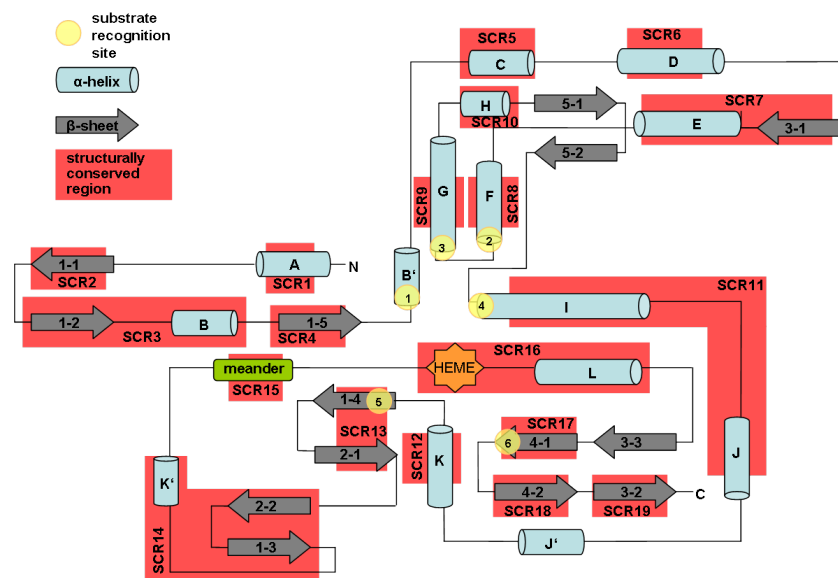 substrate
recognition
site
α-helix
β-sheet
structurally
conserved
region
SCR5
C
SCR6
D
H
SCR10
5-1
5-2
SCR7
E
3-1
SCR9
G
F
SCR8
3
2
1-1
SCR2
A
SCR1
N
B'
1
1-2
SCR3
B
1-5
SCR4
4
I
SCR11
meander
SCR15
HEME
SCR16
L
1-4
5
SCR13
2-1
SCR12
K
SCR17
6
4-1
3-3
J
K'
SCR14
2-2
1-3
4-2
SCR18
3-2
SCR19
C
J'